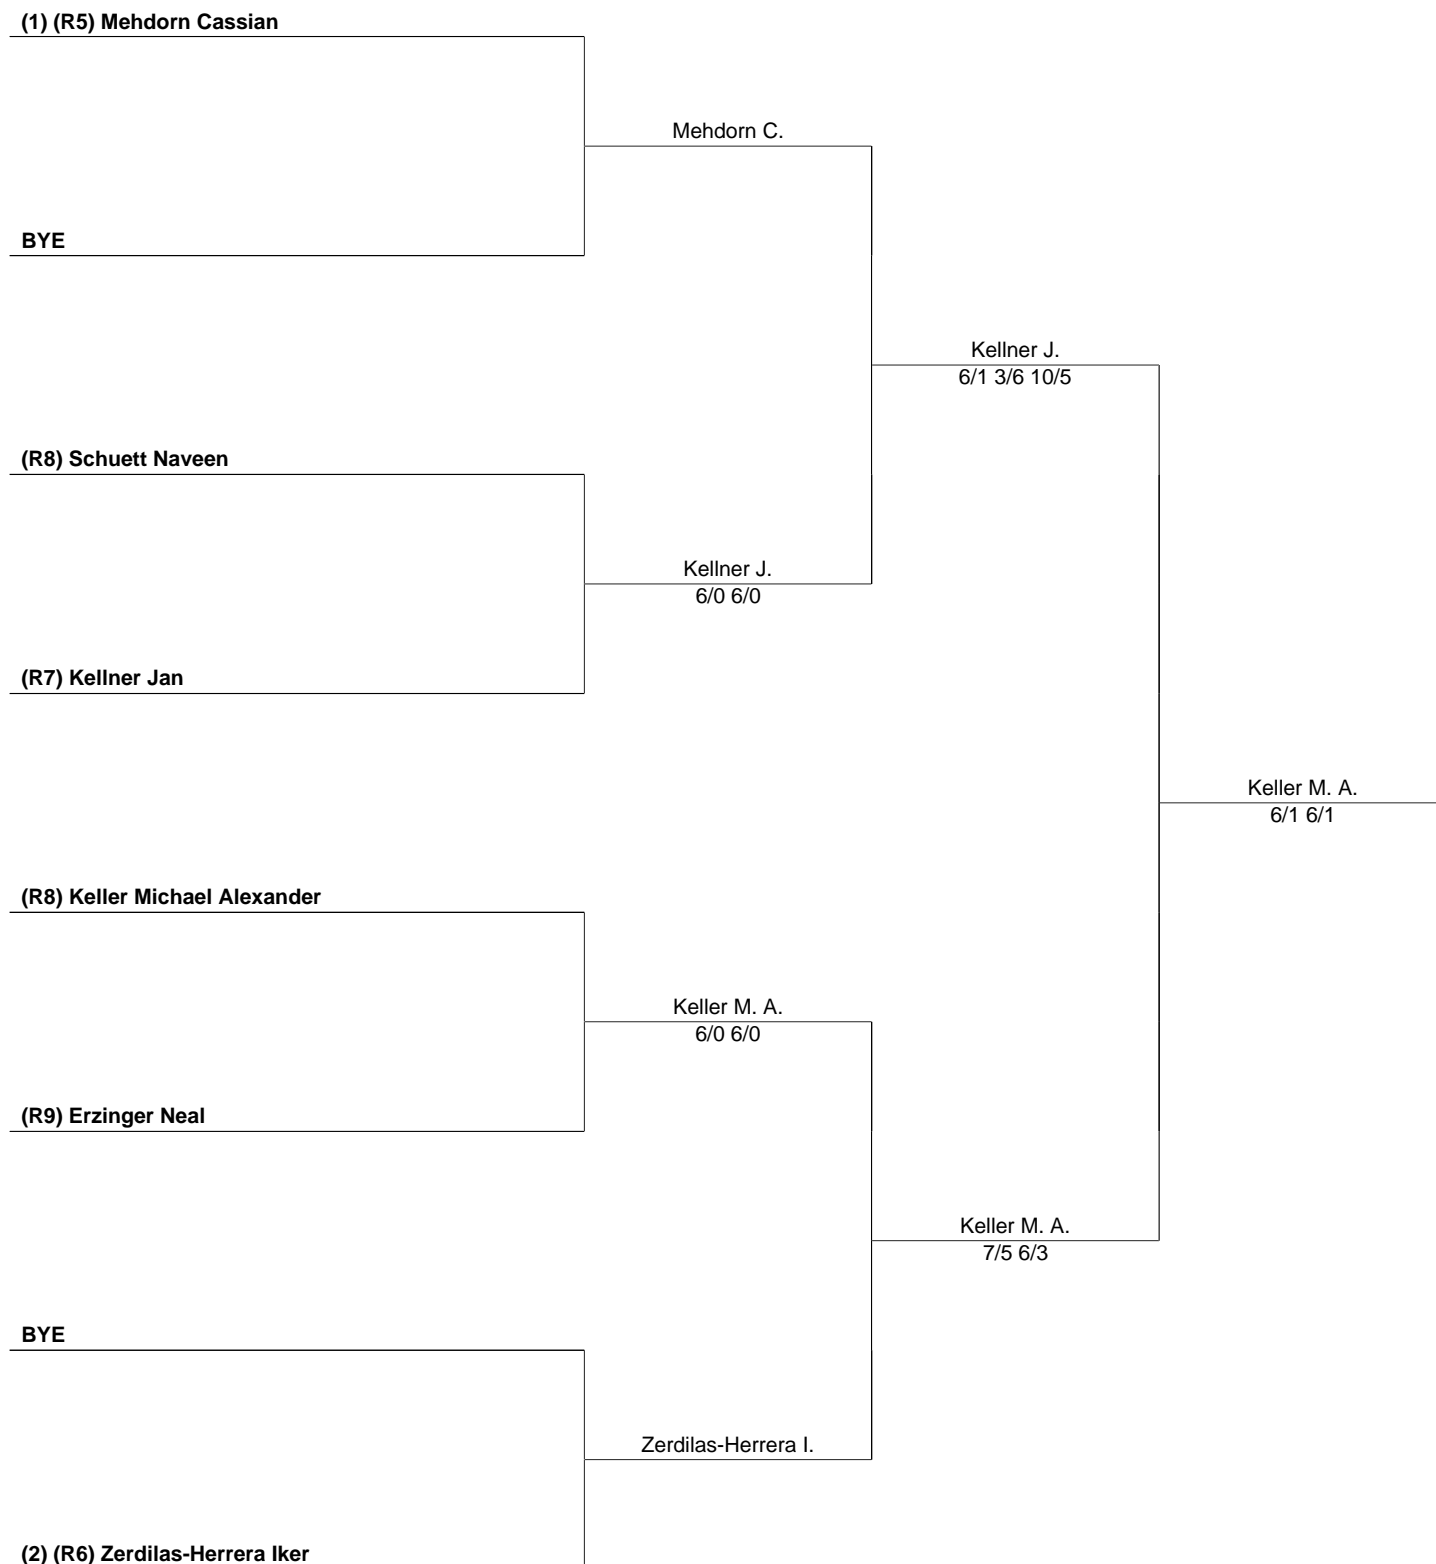 (1) (R5) Mehdorn Cassian
Mehdorn C.
BYE
Kellner J.
6/1 3/6 10/5
(R8) Schuett Naveen
Kellner J.
6/0 6/0
(R7) Kellner Jan
Keller M. A.
6/1 6/1
(R8) Keller Michael Alexander
Keller M. A.
6/0 6/0
(R9) Erzinger Neal
Keller M. A.
7/5 6/3
BYE
Zerdilas-Herrera I.
(2) (R6) Zerdilas-Herrera Iker